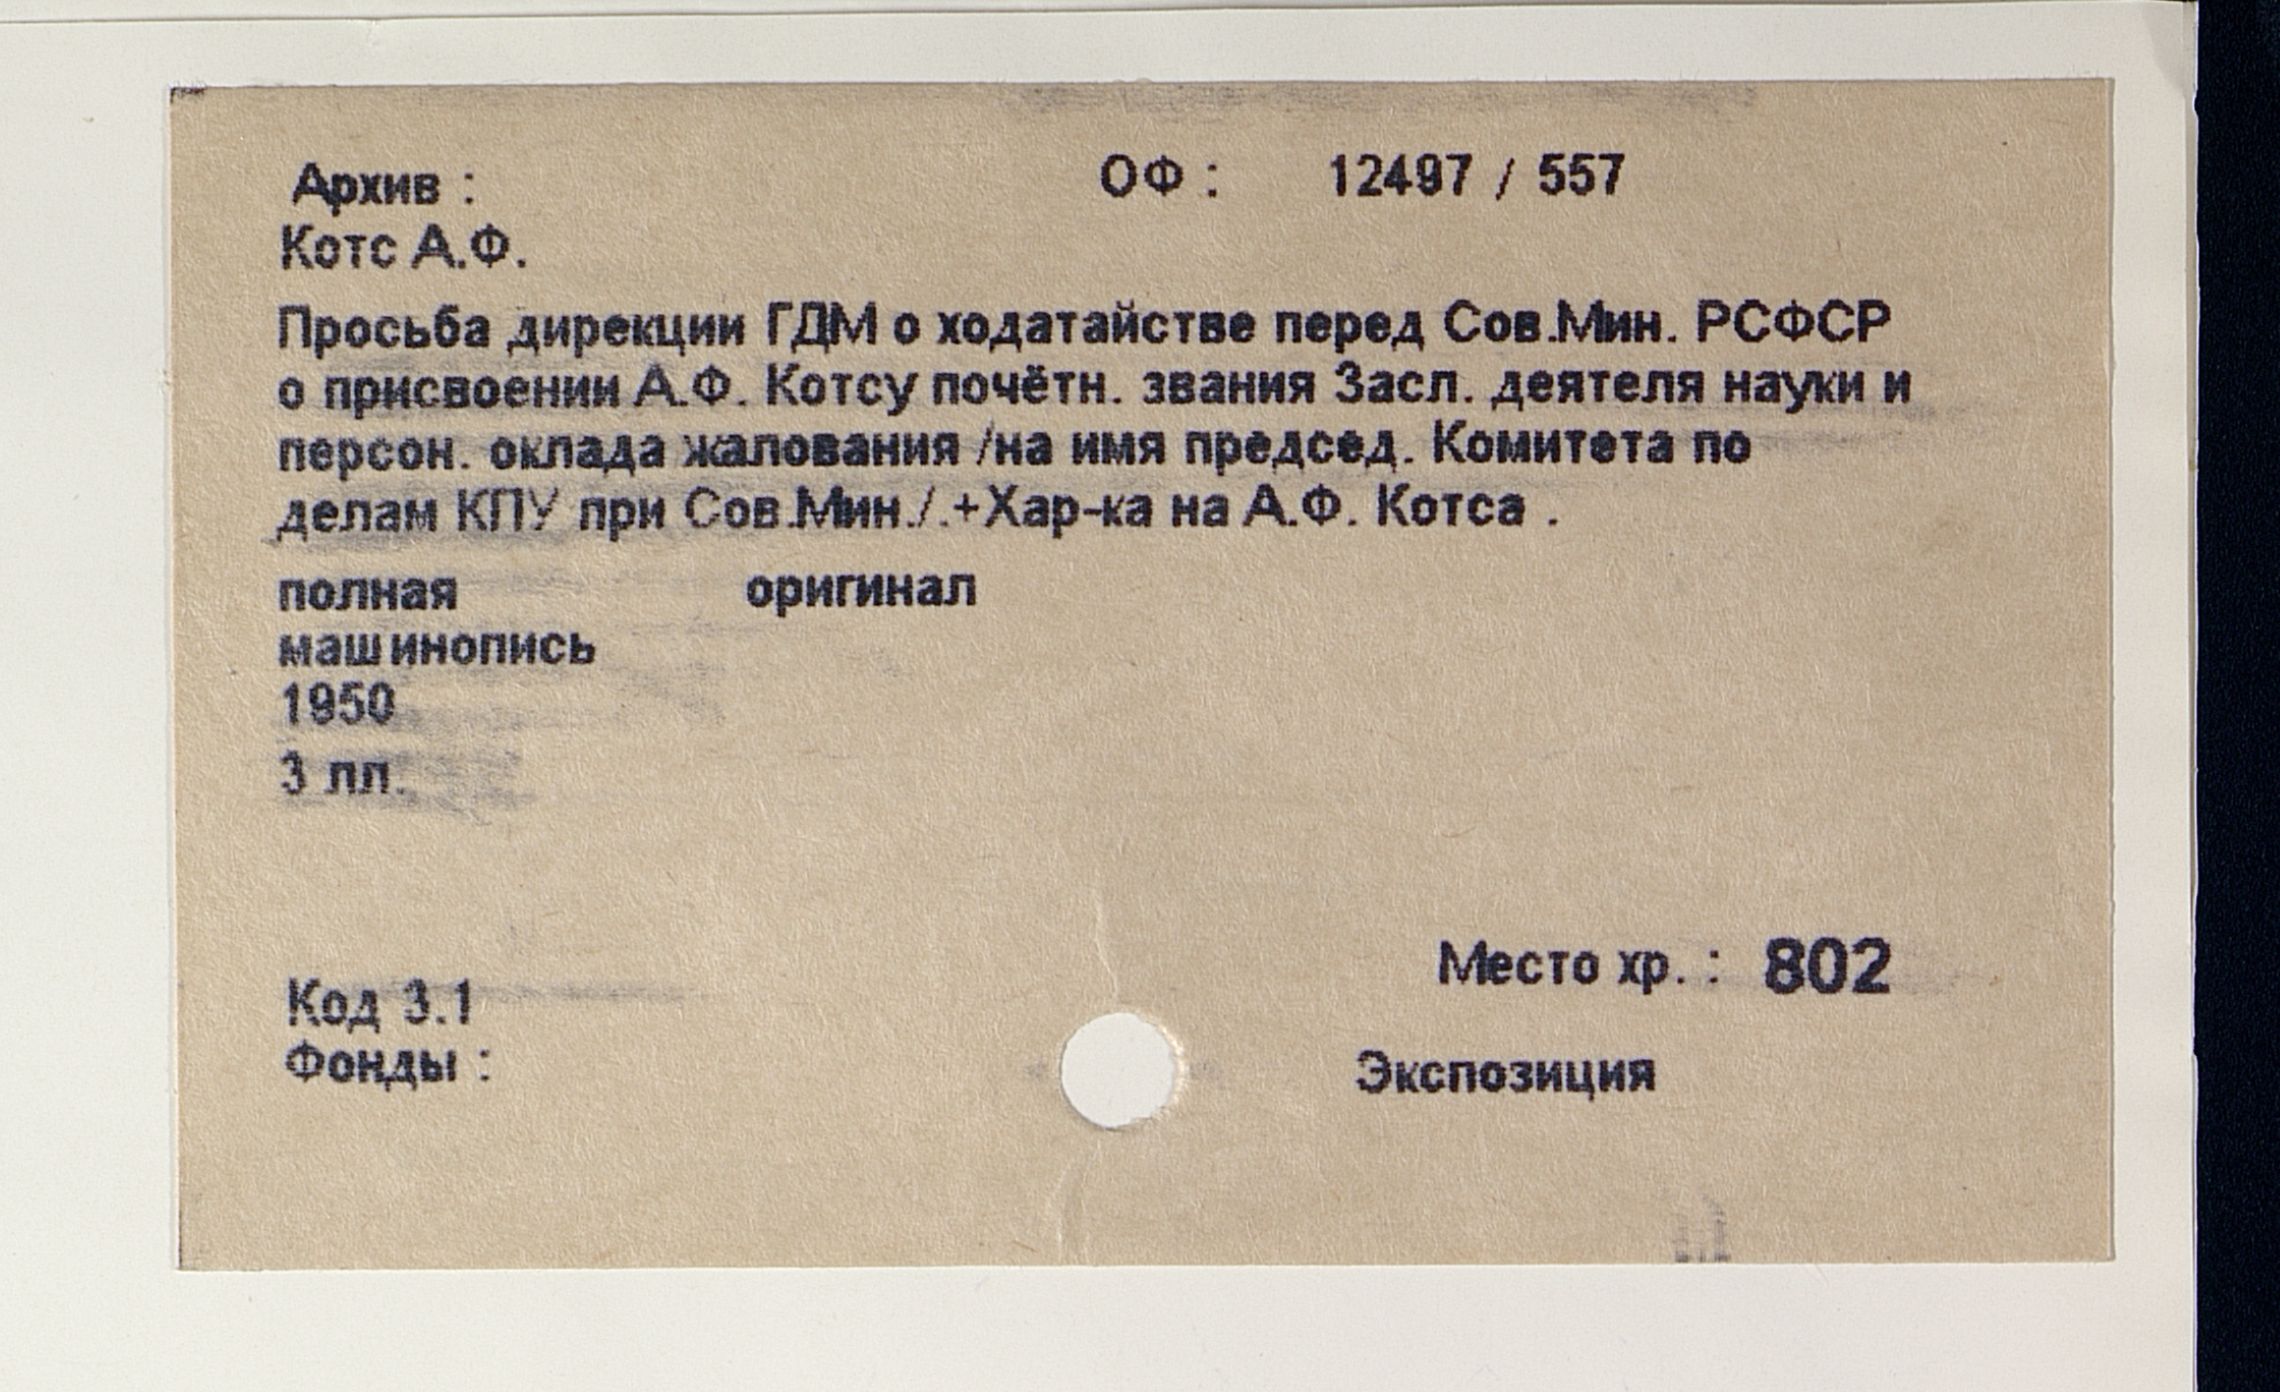 Архив :
ОФ : 12497 / 557
Котс А.Ф.
Просьба дирекции ГДМ о ходатайстве перед Сов.Мин. РСФСР
о присвоении А.Ф. Котсу почётн. звания Засл. деятеля науки и
персон. оклада жалования /на имя председ. Комитета по
делам КПУ при Сов.Мин./.+Хар-ка на А.Ф. Котса .
полная оригинал
машинопись
1950
3 лл.
Место хр. : 802
Код 3.1
Фонды :
Экспозиция